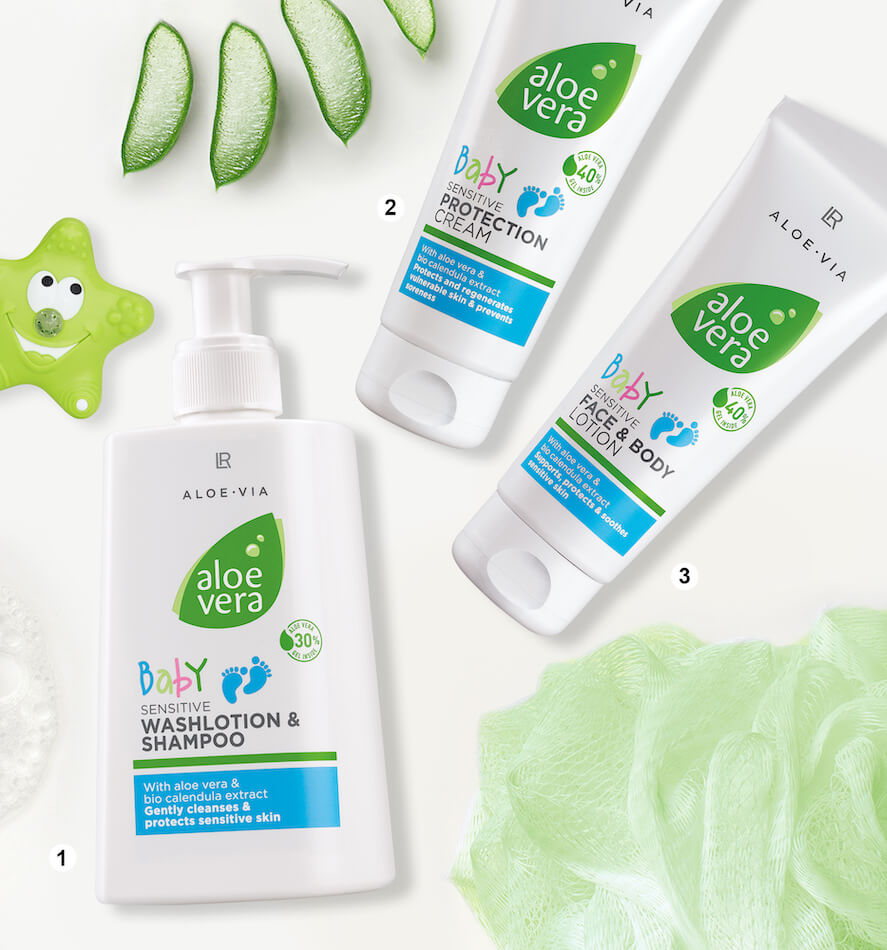 VIA
aloe
vera
ALOE VERA
40%
GEL INSIDE
BabY
SENSITIVE
PROTECTION
CREAM
With aloe vera &
bio calendula extract
Protects and regenerates
vulnerable skin & prevents
soreness
2
LR
ALOE•VIA
aloe
vera
ALOE VERA
40%
GEL INSIDE
BabY
SENSITIVE
FACE & BODY
LOTION
With aloe vera &
bio calendula extract
Supports, protects & soothes
sensitive skin
3
LR
ALOE•VIA
aloe
vera
ALOE VERA
30%
GEL INSIDE
BabY
SENSITIVE
WASHLOTION &
SHAMPOO
With aloe vera &
bio calendula extract
Gently cleanses &
protects sensitive skin
1